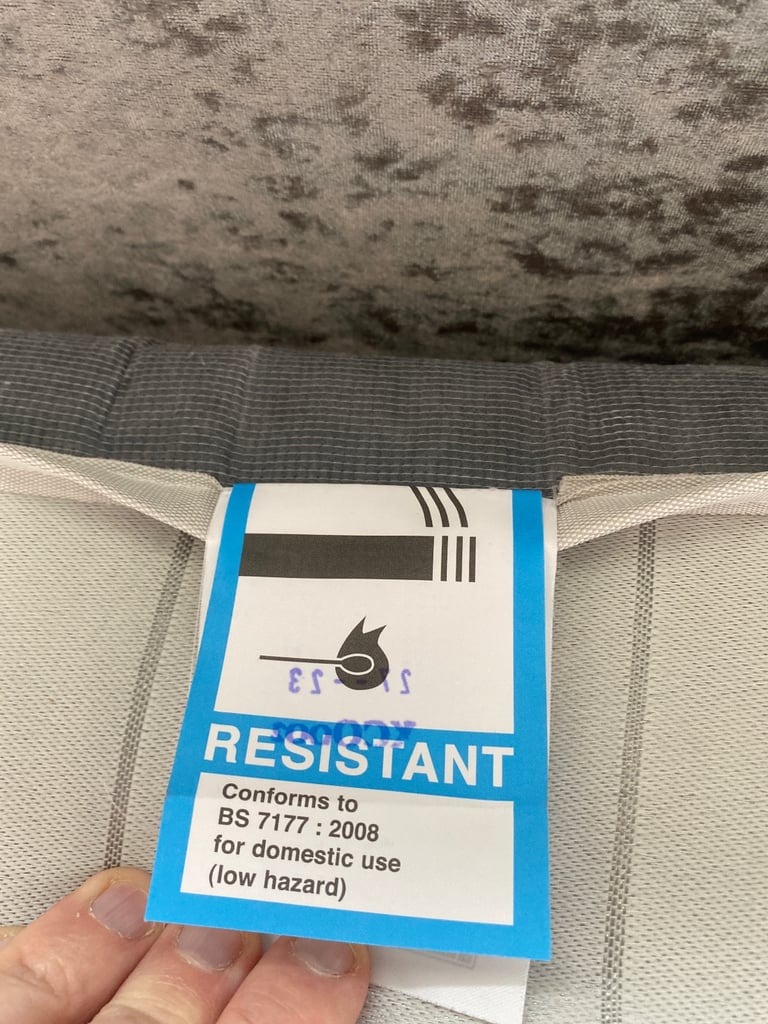 RESISTANT
Conforms to
BS 7177 : 2008
for domestic use
(low hazard)